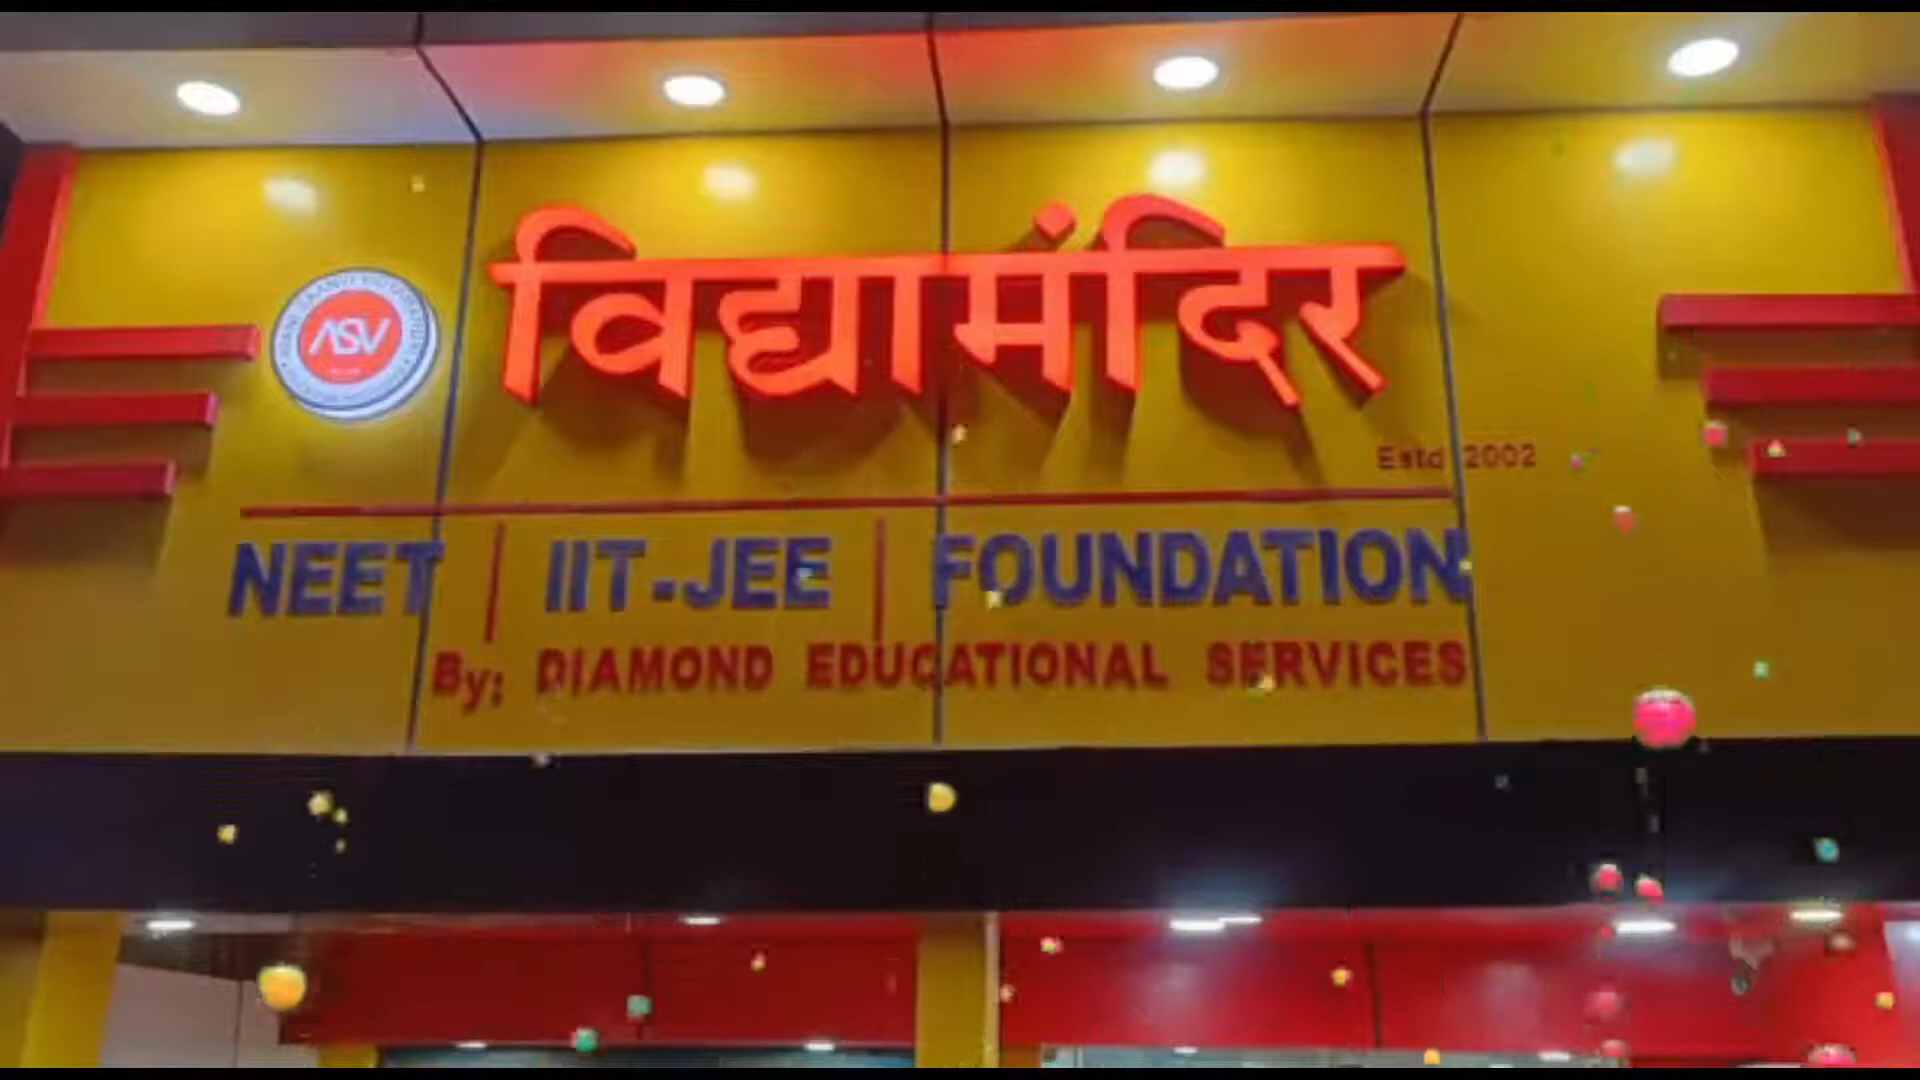 ASV
विद्यामंदिर
Estd 2002
NEET | IIT-JEE | FOUNDATION
By: DIAMOND EDUCATIONAL SERVICES